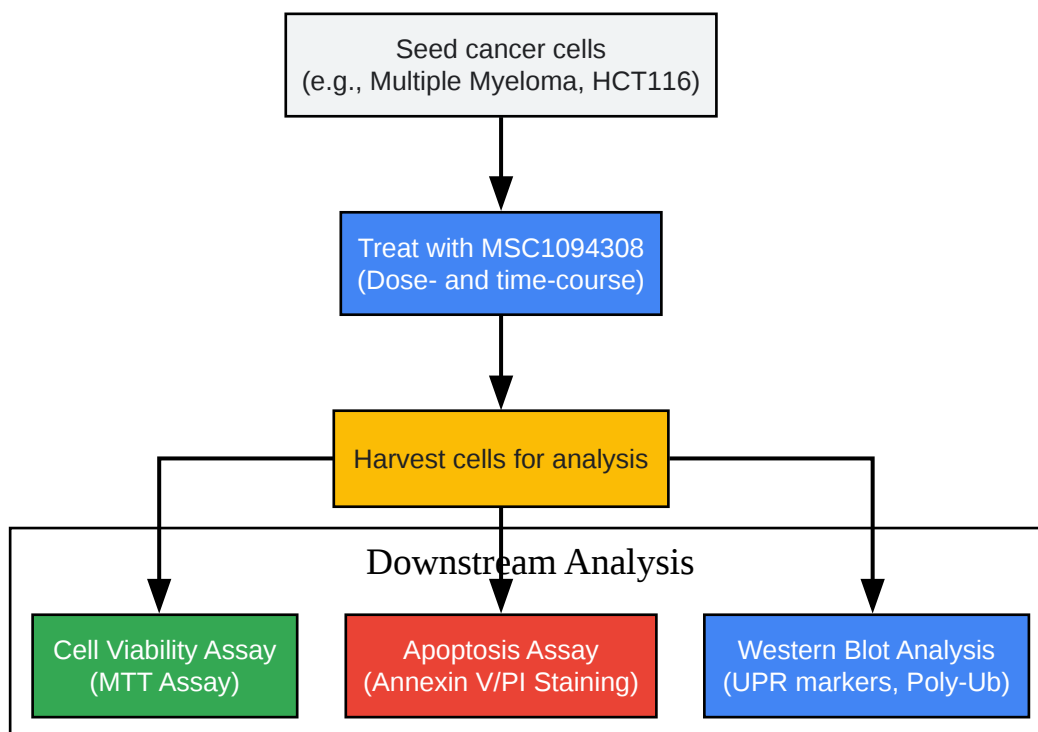 Seed cancer cells
(e.g., Multiple Myeloma, HCT116)
Treat with MSC1094308
(Dose- and time-course)
Harvest cells for analysis
Downstream Analysis
Cell Viability Assay
(MTT Assay)
Apoptosis Assay
(Annexin V/PI Staining)
Western Blot Analysis
(UPR markers, Poly-Ub)